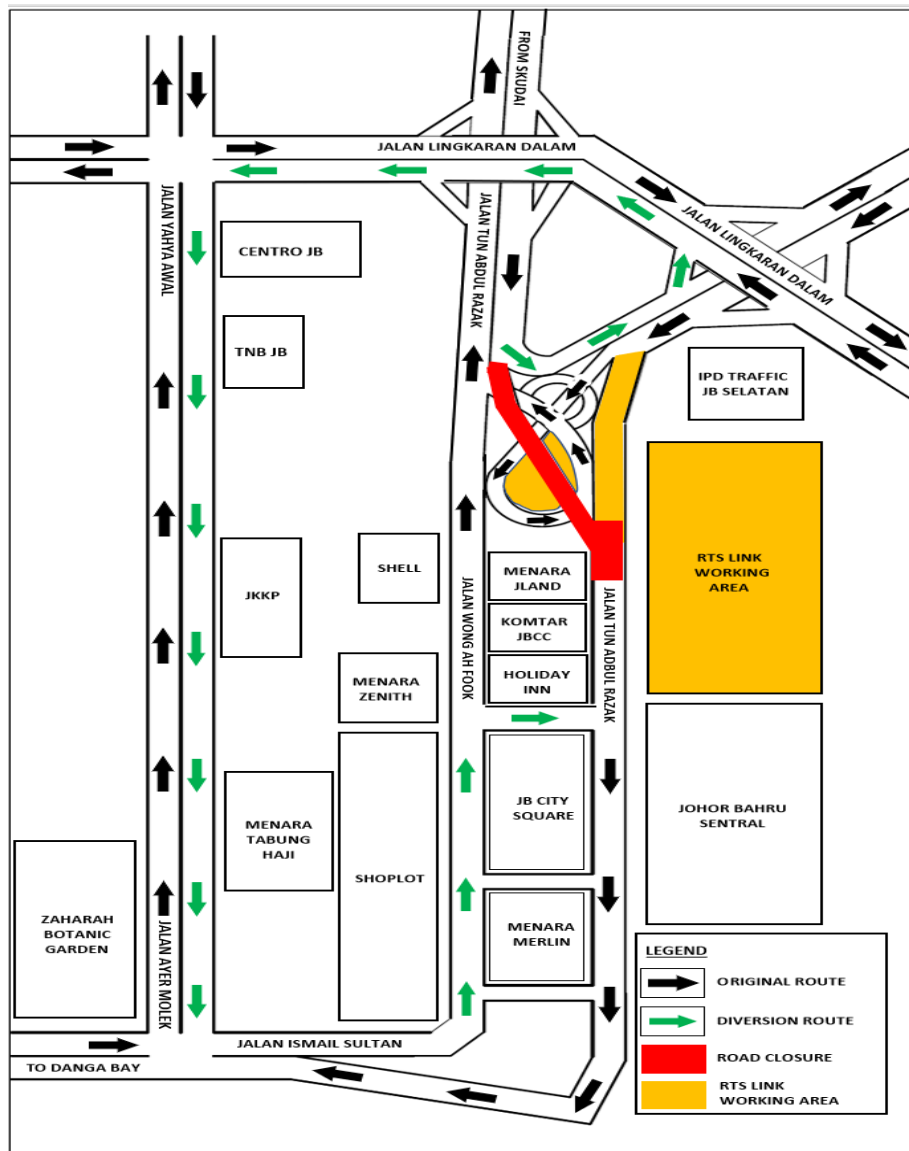 FROM SKUDAI
JALAN LINGKARAN DALAM
JALAN YAHYA AWAL
JALAN TUN ABDUL RAZAK
JALAN LINGKARAN DALAM
CENTRO JB
TNB JB
IPD TRAFFIC
JB SELATAN
JKKP
SHELL
MENARA
JLAND
KOMTAR
JBCC
HOLIDAY
INN
RTS LINK
WORKING
AREA
JALAN WONG AH FOOK
JALAN TUN ADBUL RAZAK
MENARA
ZENITH
MENARA
TABUNG
HAJI
SHOPLOT
JB CITY
SQUARE
JOHOR BAHRU
SENTRAL
ZAHARAH
BOTANIC
GARDEN
JALAN AYER MOLEK
MENARA
MERLIN
JALAN ISMAIL SULTAN
TO DANGA BAY
LEGEND
ORIGINAL ROUTE
DIVERSION ROUTE
ROAD CLOSURE
RTS LINK
WORKING AREA